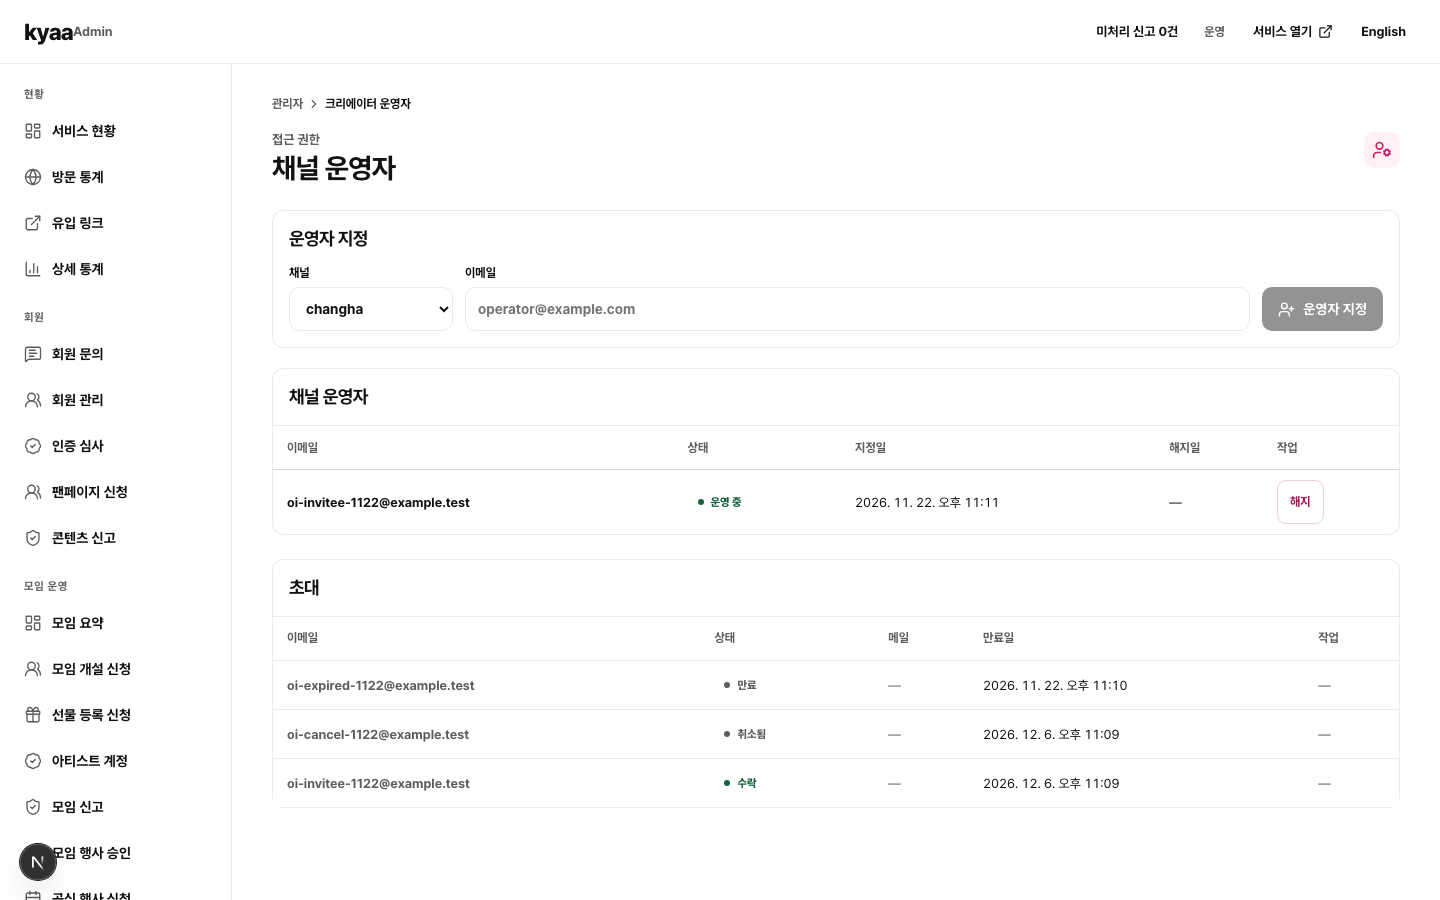 kyaa Admin
미처리 신고 0건
운영
서비스 열기
English
현황
서비스 현황
방문 통계
유입 링크
상세 통계
회원
회원 문의
회원 관리
인증 심사
팬페이지 신청
콘텐츠 신고
모임 운영
모임 요약
모임 개설 신청
선물 등록 신청
아티스트 계정
모임 신고
모임 행사 승인
공식 행사 신청
N
관리자 > 크리에이터 운영자
접근 권한
채널 운영자
운영자 지정
채널 이메일
changha operator@example.com 운영자 지정
채널 운영자
이메일 상태 지정일 해지일 작업
oi-invitee-1122@example.test 운영 중 2026. 11. 22. 오후 11:11 — 해지
초대
이메일 상태 메일 만료일 작업
oi-expired-1122@example.test 만료 — 2026. 11. 22. 오후 11:10 —
oi-cancel-1122@example.test 취소됨 — 2026. 12. 6. 오후 11:09 —
oi-invitee-1122@example.test 수락 — 2026. 12. 6. 오후 11:09 —